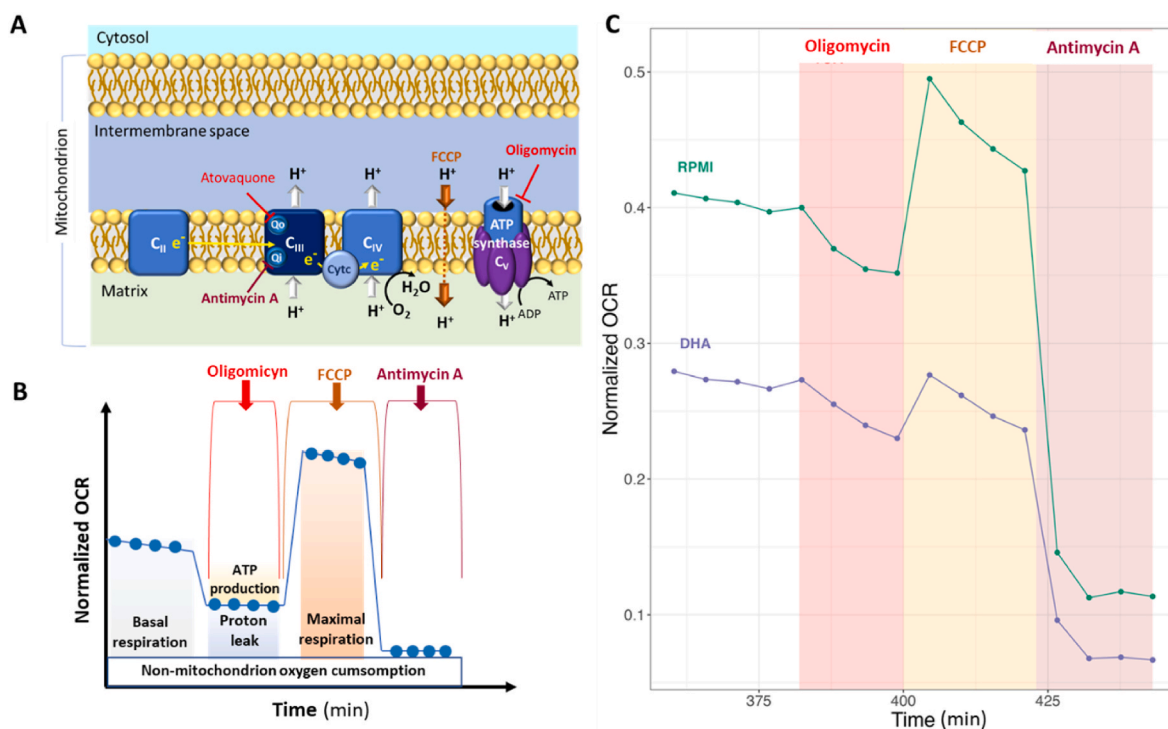 A
Cytosol
Mitochondrion
Intermembrane space
Oligomycin
FCCP
H+
H+
H+
H+
Atovaquone
Qo
ATP
synthase
CII
e-
CIII
CIV
CV
Qi
e-
Cytc
e-
Antimycin A
Matrix
H2O
O2
ATP
ADP
H+
H+
H+
H+
B
Oligomicyn
FCCP
Antimycin A
Normalized OCR
ATP
production
Basal
respiration
Proton
leak
Maximal
respiration
Non-mitochondrion oxygen cumsomption
Time (min)
C
Oligomycin
FCCP
Antimycin A
0.5
RPMI
0.4
Normalized OCR
DHA
0.3
0.2
0.1
375
400
425
Time (min)